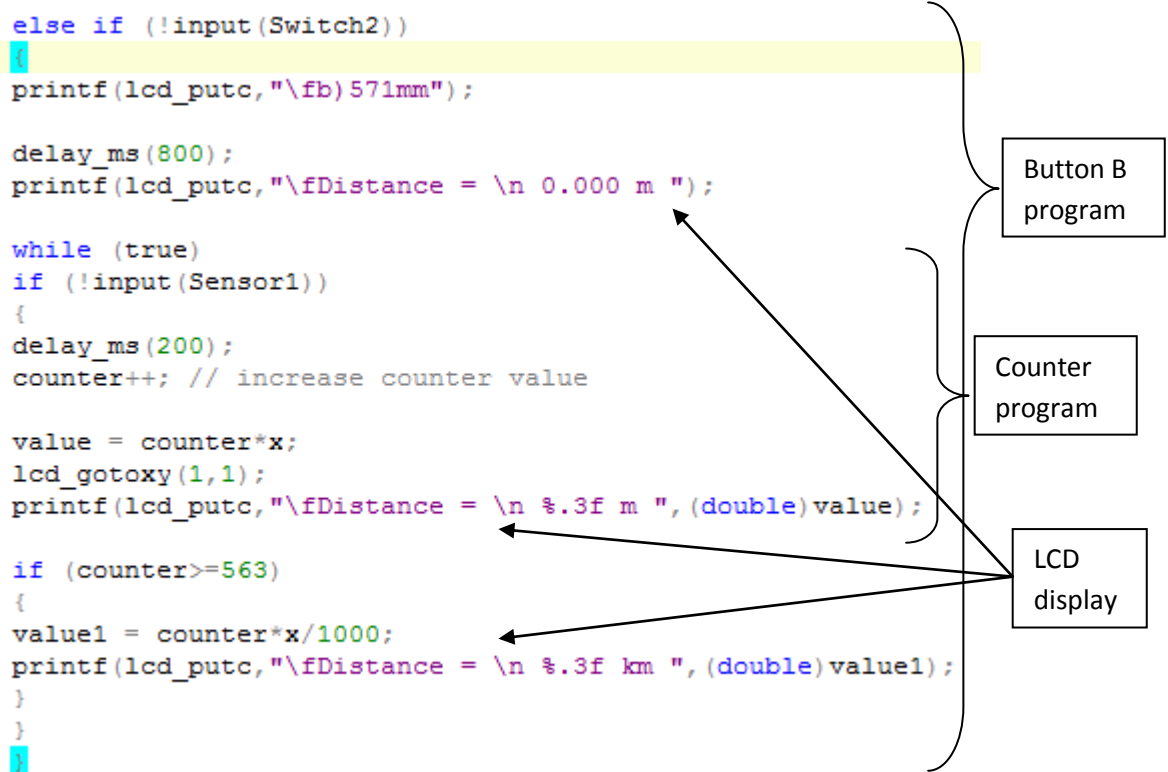 else if (!input(Switch2))
{
printf(lcd_putc,"\fb)571mm");
delay_ms(800);
printf(lcd_putc,"\fDistance = \n 0.000 m ");
while (true)
if (!input(Sensor1))
{
delay_ms(200);
counter++; // increase counter value
value = counter*x;
lcd_gotoxy(1,1);
printf(lcd_putc,"\fDistance = \n %.3f m ",(double)value);
if (counter>=563)
{
value1 = counter*x/1000;
printf(lcd_putc,"\fDistance = \n %.3f km ",(double)value1);
}
}
}
Button B
program
Counter
program
LCD
display